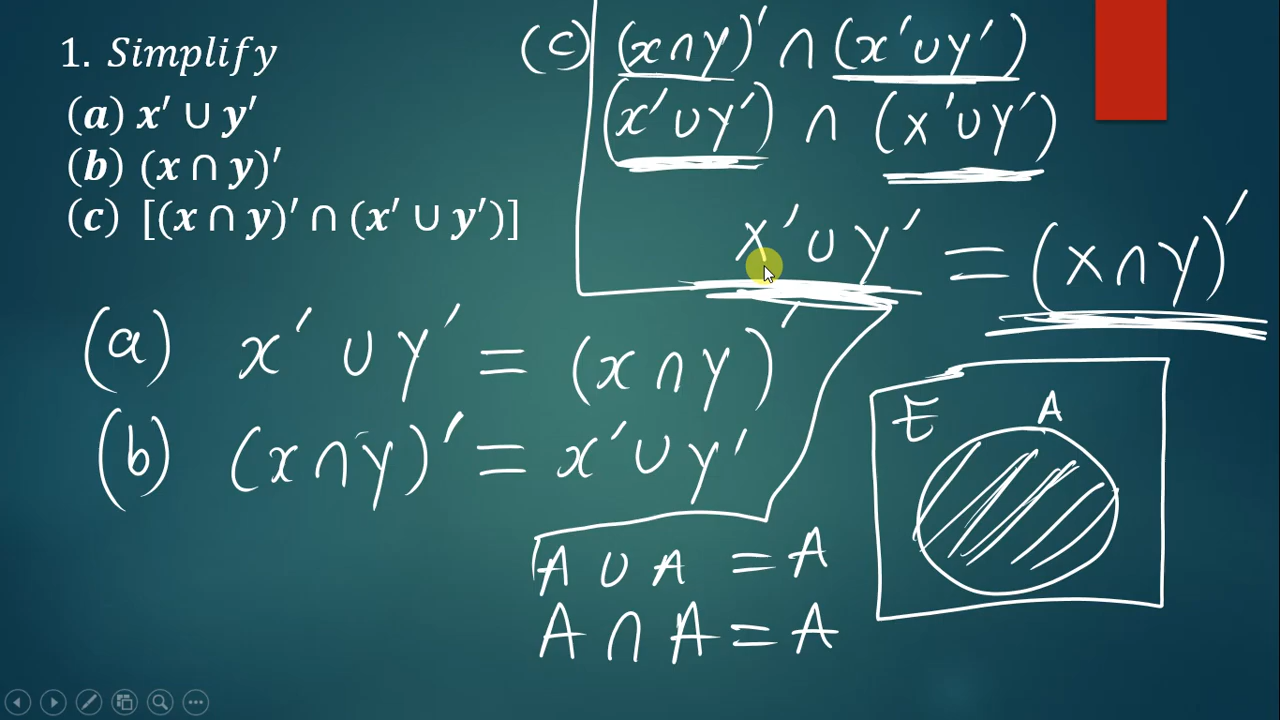 1. Simplify
(a) x′ ∪ y′
(b) (x ∩ y)′
(c) [(x ∩ y)′ ∩ (x′ ∪ y′)]
(c) (x∩y)′ ∩ (x′∪y′)
(x′∪y′) ∩ (x′∪y′)
x′∪y′ = (x∩y)′
(a) x′ ∪ y′ = (x∩y)′
(b) (x∩y)′ = x′∪y′
A ∪ A = A
A ∩ A = A
E
A